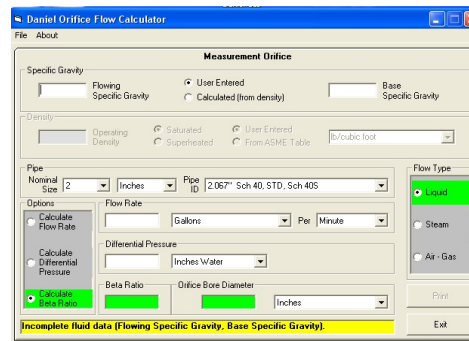 Daniel Orifice Flow Calculator
File About
Measurement Orifice
Specific Gravity
Flowing Specific Gravity
User Entered
Calculated (from density)
Base Specific Gravity
Density
Operating Density
Saturated
Superheated
User Entered
From ASME Table
lb/cubic foot
Pipe
Nominal Size 2 Inches Pipe ID 2.067" Sch 40, STD, Sch 40S
Flow Type
Liquid
Steam
Air - Gas
Options
Calculate Flow Rate
Calculate Differential Pressure
Calculate Beta Ratio
Flow Rate
Gallons Per Minute
Differential Pressure
Inches Water
Beta Ratio
Orifice Bore Diameter
Inches
Print
Exit
Incomplete fluid data (Flowing Specific Gravity, Base Specific Gravity).